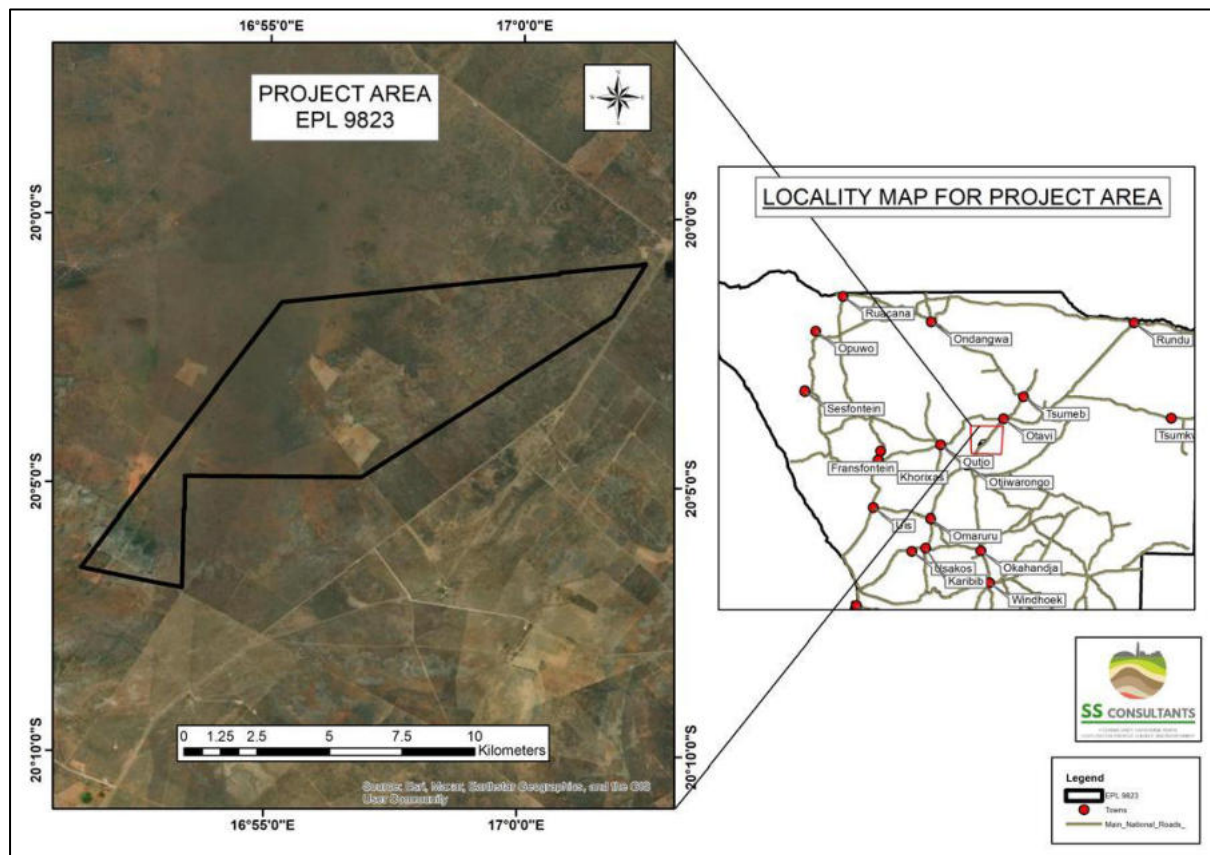 16°55'0"E
17°0'0"E
PROJECT AREA
EPL 9823
20°0'0"S
20°0'0"S
20°5'0"S
20°5'0"S
20°10'0"S
20°10'0"S
0 1.25 2.5 5 7.5 10
Kilometers
Source: Esri, Maxar, Earthstar Geographics, and the GIS
User Community
16°55'0"E
17°0'0"E
LOCALITY MAP FOR PROJECT AREA
Ruacana
Ondangwa
Rundu
Opuwo
Sesfontein
Tsumeb
Otavi
Tsumkw
Fransfontein
Khorixas
Outjo
Otjiwarongo
Uis
Omaruru
Usakos
Karibib
Okahandja
Windhoek
SS CONSULTANTS
Legend
EPL 9823
Towns
Main_National_Roads_